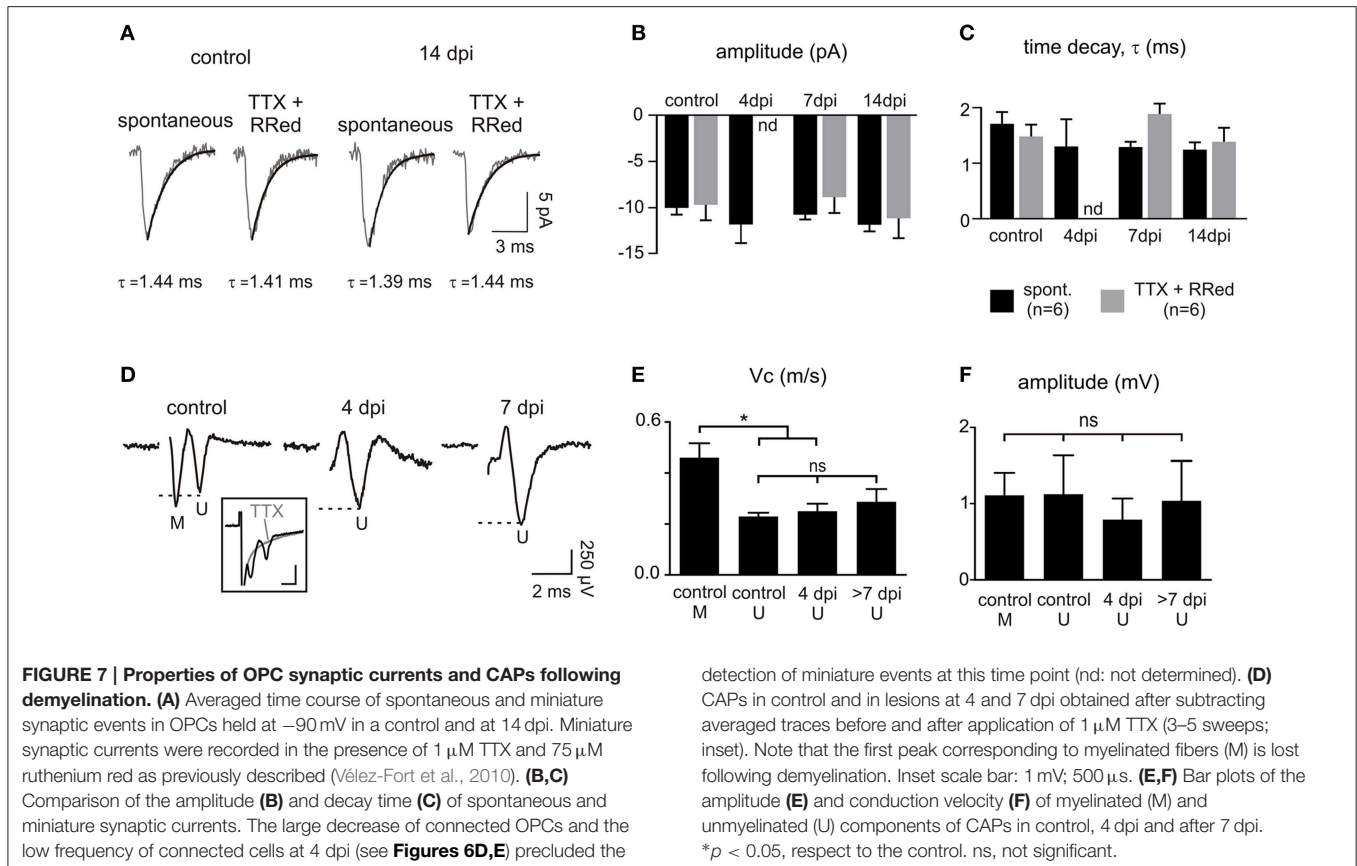 A
control
14 dpi
spontaneous
TTX +
RRed
spontaneous
TTX +
RRed
5 pA
3 ms
τ =1.44 ms
τ =1.41 ms
τ =1.39 ms
τ =1.44 ms
B
amplitude (pA)
control 4dpi 7dpi 14dpi
0
nd
-5
-10
-15
C
time decay, τ (ms)
2
1
0
nd
control 4dpi 7dpi 14dpi
spont.
(n=6)
TTX + RRed
(n=6)
D
control
4 dpi
7 dpi
M
U
U
U
TTX
250 µV
2 ms
E
Vc (m/s)
0.6
*
ns
0.0
control
M
control
U
4 dpi
U
>7 dpi
U
F
amplitude (mV)
2
ns
1
0
control
M
control
U
4 dpi
U
>7 dpi
U
FIGURE 7 | Properties of OPC synaptic currents and CAPs following
demyelination. (A) Averaged time course of spontaneous and miniature
synaptic events in OPCs held at −90 mV in a control and at 14 dpi. Miniature
synaptic currents were recorded in the presence of 1 µM TTX and 75 µM
ruthenium red as previously described (Vélez-Fort et al., 2010). (B,C)
Comparison of the amplitude (B) and decay time (C) of spontaneous and
miniature synaptic currents. The large decrease of connected OPCs and the
low frequency of connected cells at 4 dpi (see Figures 6D,E) precluded the
detection of miniature events at this time point (nd: not determined). (D)
CAPs in control and in lesions at 4 and 7 dpi obtained after subtracting
averaged traces before and after application of 1 µM TTX (3–5 sweeps;
inset). Note that the first peak corresponding to myelinated fibers (M) is lost
following demyelination. Inset scale bar: 1 mV; 500 µs. (E,F) Bar plots of the
amplitude (E) and conduction velocity (F) of myelinated (M) and
unmyelinated (U) components of CAPs in control, 4 dpi and after 7 dpi.
*p < 0.05, respect to the control. ns, not significant.